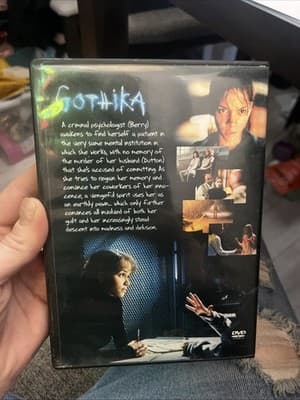 GOTHIKA
A criminal psychologist (Berry)
awakens to find herself a patient in
the very same mental institution in
which she works, with no memory of
the murder of her husband (Dutton)
that she's accused of commiting. As
she tries to regain her memory and
convince her coworkers of her inno-
cence, a vengeful spirit uses her as
an earthly pawn, which only further
convinces all involved of both her
guilt and her increasingly
descent into madness and delusion.
DVD